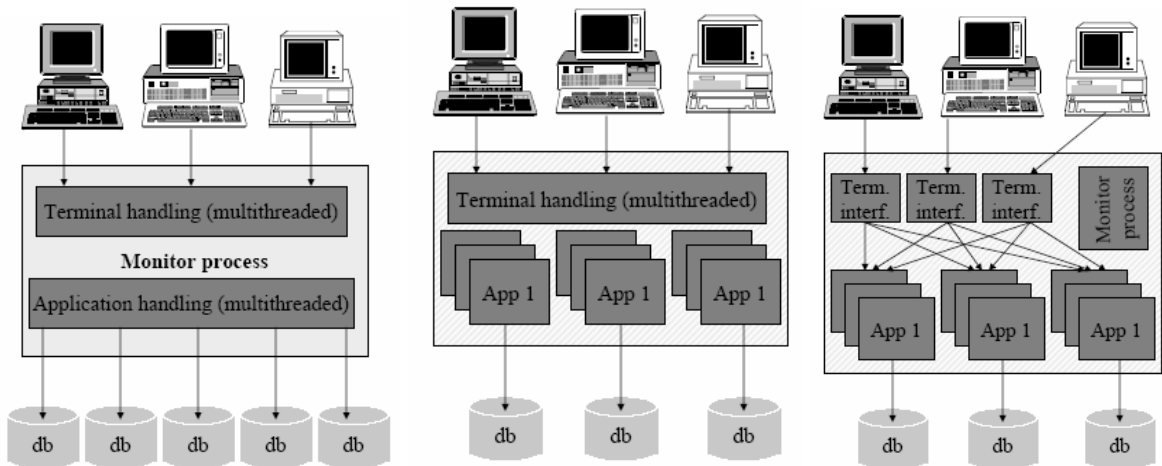 Terminal handling (multithreaded)
Monitor process
Application handling (multithreaded)
db
db
db
db
db
Terminal handling (multithreaded)
App 1
App 1
App 1
db
db
db
Term.
interf.
Term.
interf.
Term.
interf.
Monitor
process
App 1
App 1
App 1
db
db
db